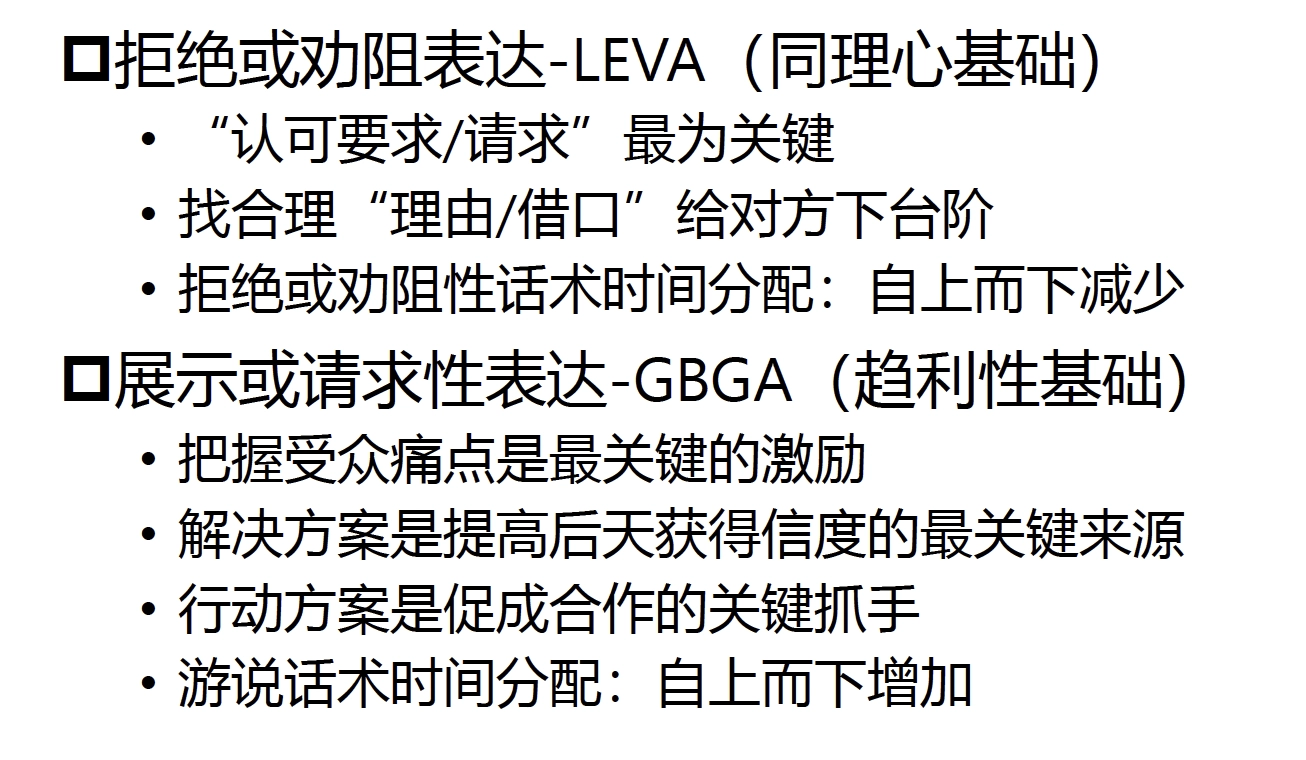 拒绝或劝阻表达-LEVA（同理心基础）
• “认可要求/请求”最为关键
• 找合理“理由/借口”给对方下台阶
• 拒绝或劝阻性话术时间分配：自上而下减少
展示或请求性表达-GBGA（趋利性基础）
• 把握受众痛点是最关键的激励
• 解决方案是提高后天获得信度的最关键来源
• 行动方案是促成合作的关键抓手
• 游说话术时间分配：自上而下增加